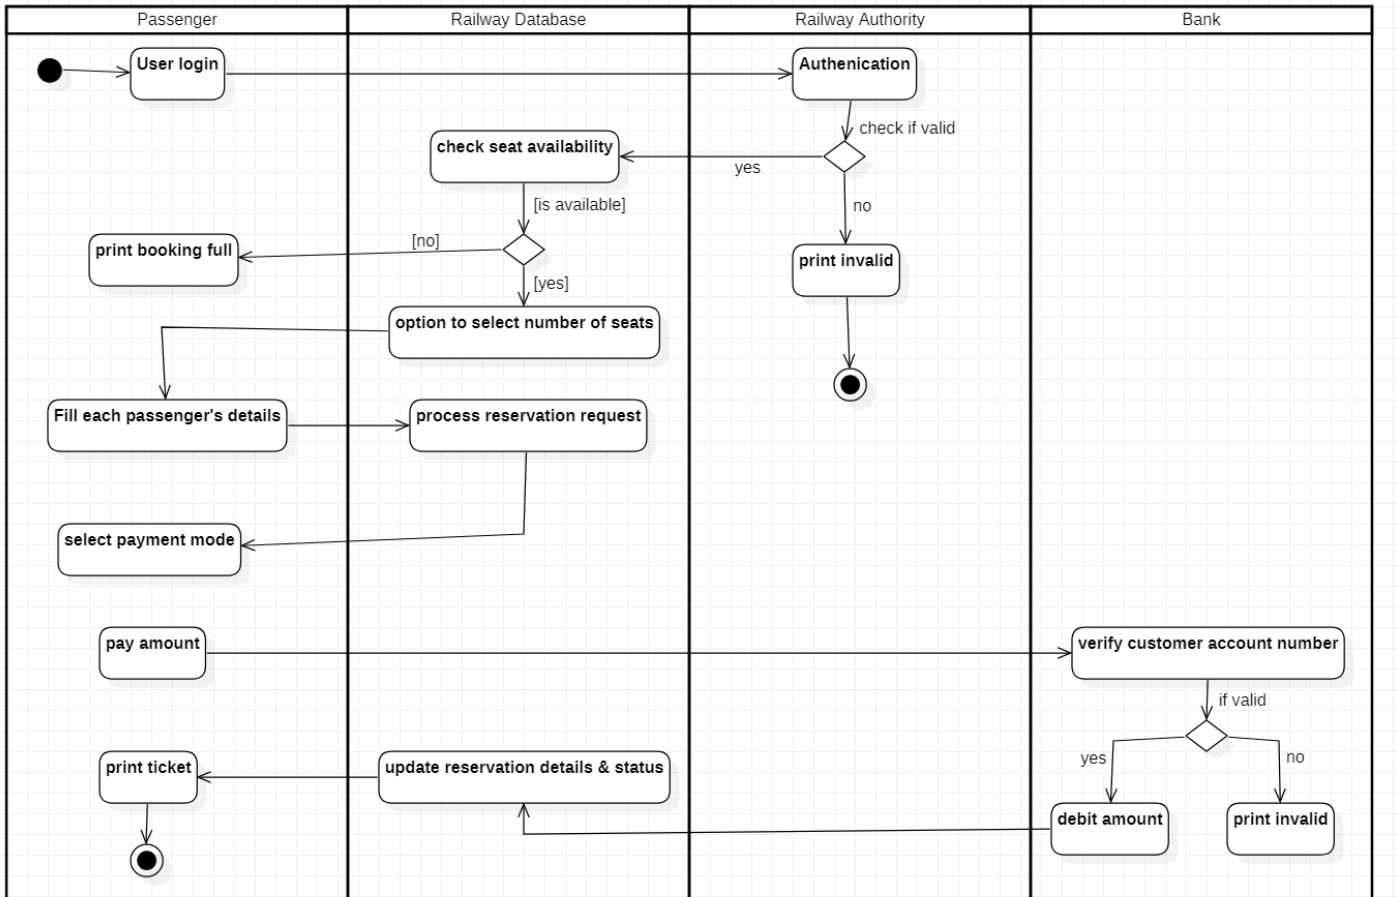 Passenger
Railway Database
Railway Authority
Bank
User login
Authenication
check if valid
check seat availability
yes
[is available]
no
print booking full
[no]
print invalid
[yes]
option to select number of seats
Fill each passenger's details
process reservation request
select payment mode
pay amount
verify customer account number
if valid
yes
no
print ticket
update reservation details & status
debit amount
print invalid